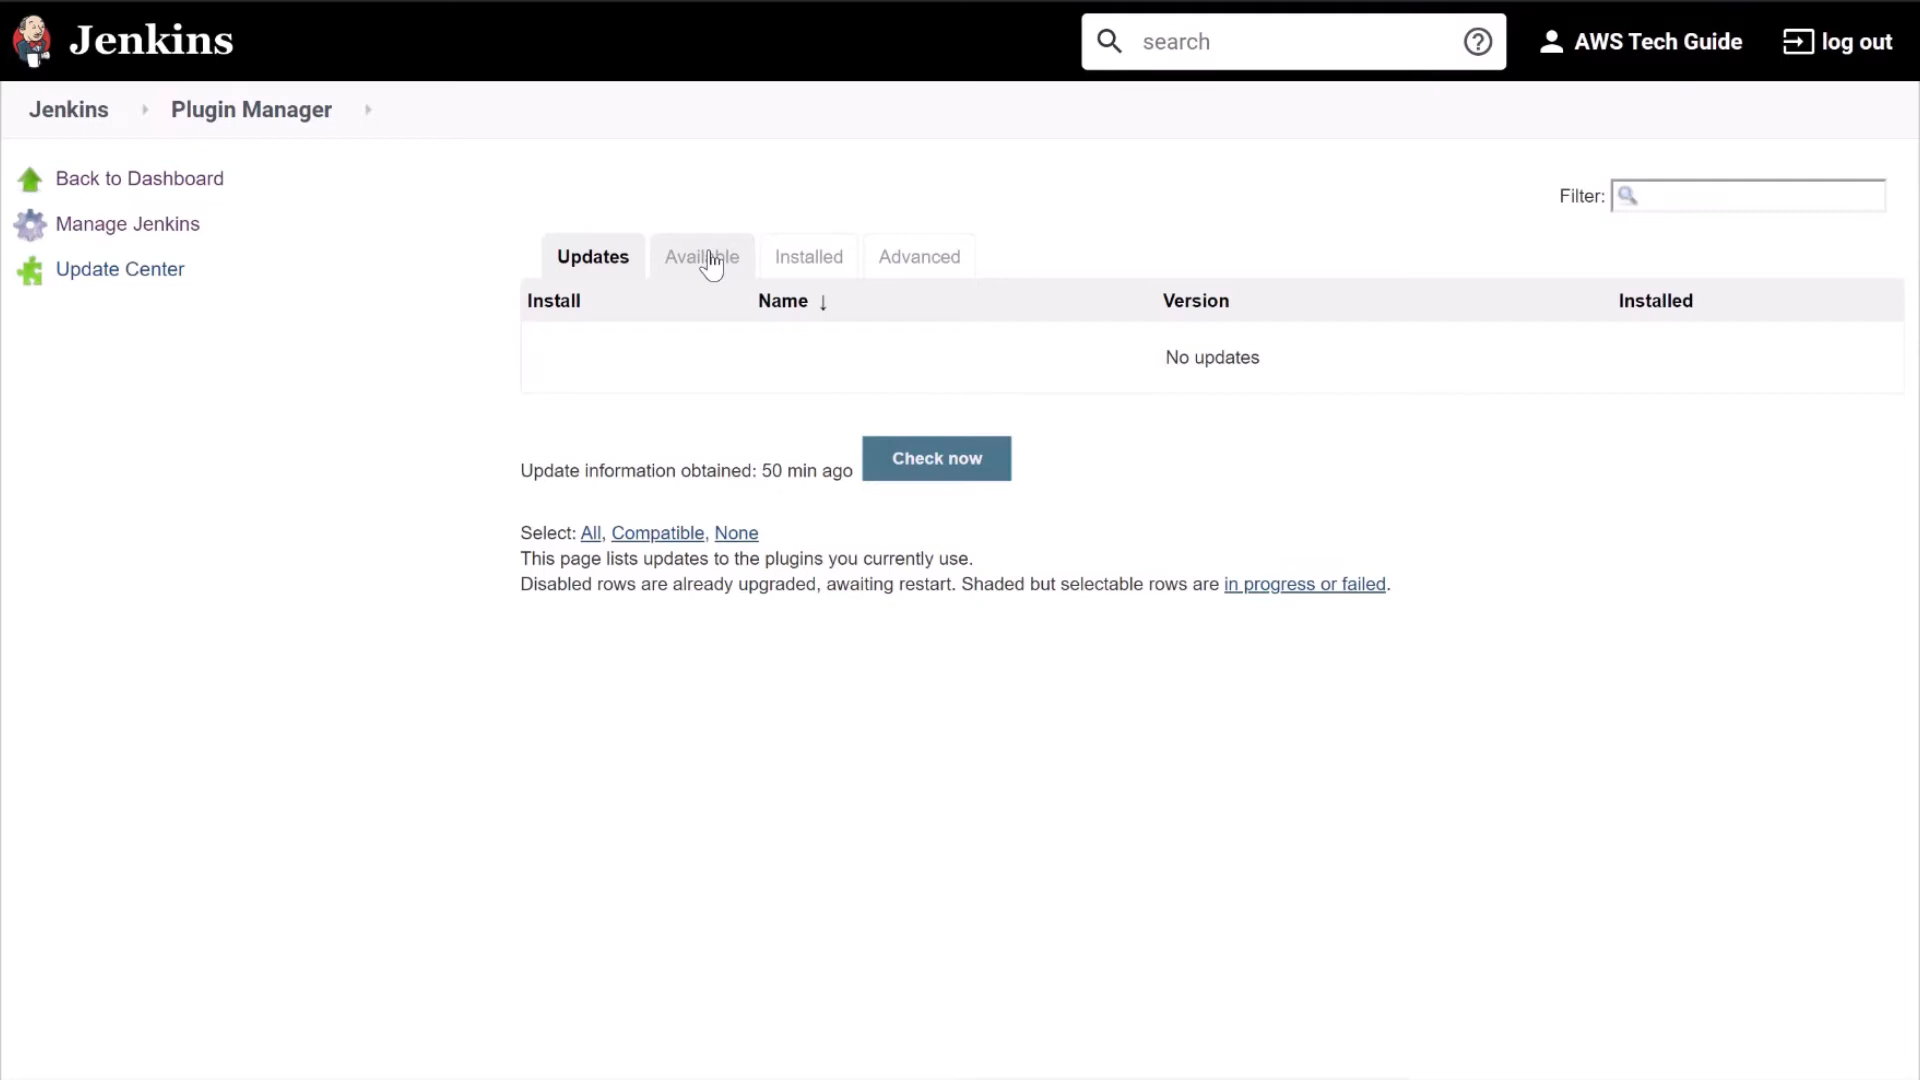 Jenkins
search
AWS Tech Guide
log out
Jenkins
Plugin Manager
Back to Dashboard
Manage Jenkins
Update Center
Filter:
Updates
Available
Installed
Advanced
Install
Name ↓
Version
Installed
No updates
Update information obtained: 50 min ago
Check now
Select: All, Compatible, None
This page lists updates to the plugins you currently use.
Disabled rows are already upgraded, awaiting restart. Shaded but selectable rows are in progress or failed.